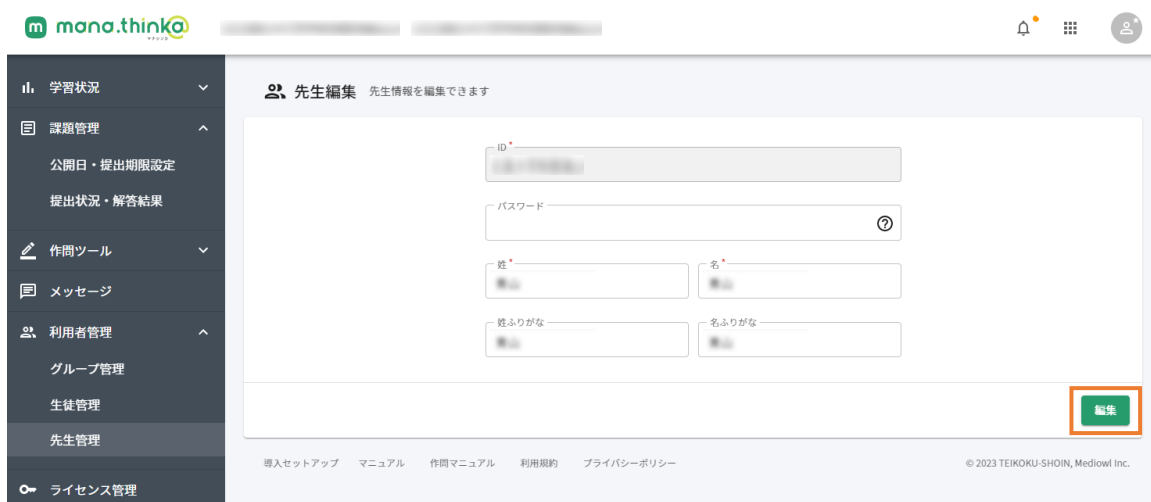 m mana.thinka
マナシンカ
学習状況
課題管理
公開日・提出期限設定
提出状況・解答結果
作問ツール
メッセージ
利用者管理
グループ管理
生徒管理
先生管理
ライセンス管理
先生編集 先生情報を編集できます
ID*
パスワード
姓* 名*
姓ふりがな 名ふりがな
編集
導入セットアップ マニュアル 作問マニュアル 利用規約 プライバシーポリシー © 2023 TEIKOKU-SHOIN, Mediowl Inc.